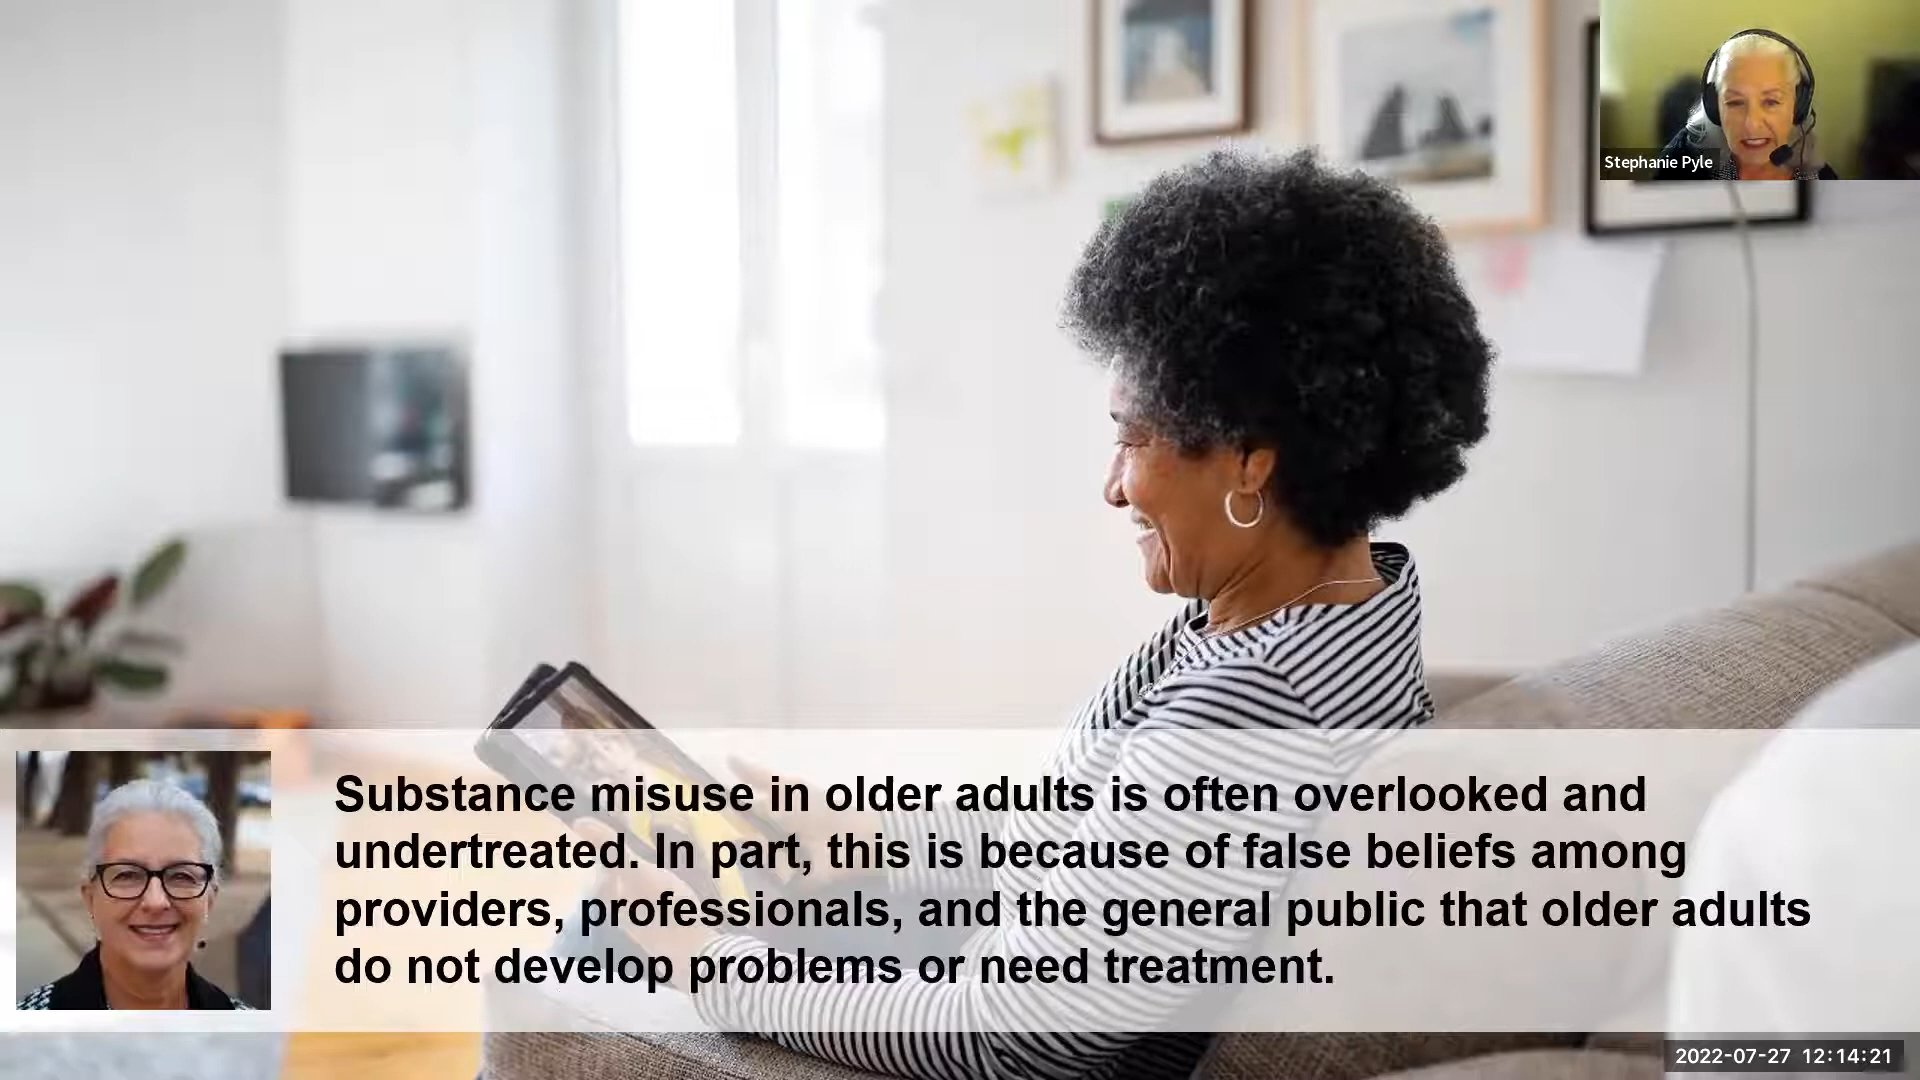 Stephanie Pyle
Substance misuse in older adults is often overlooked and
undertreated. In part, this is because of false beliefs among
providers, professionals, and the general public that older adults
do not develop problems or need treatment.
2022-07-27 12:14:21